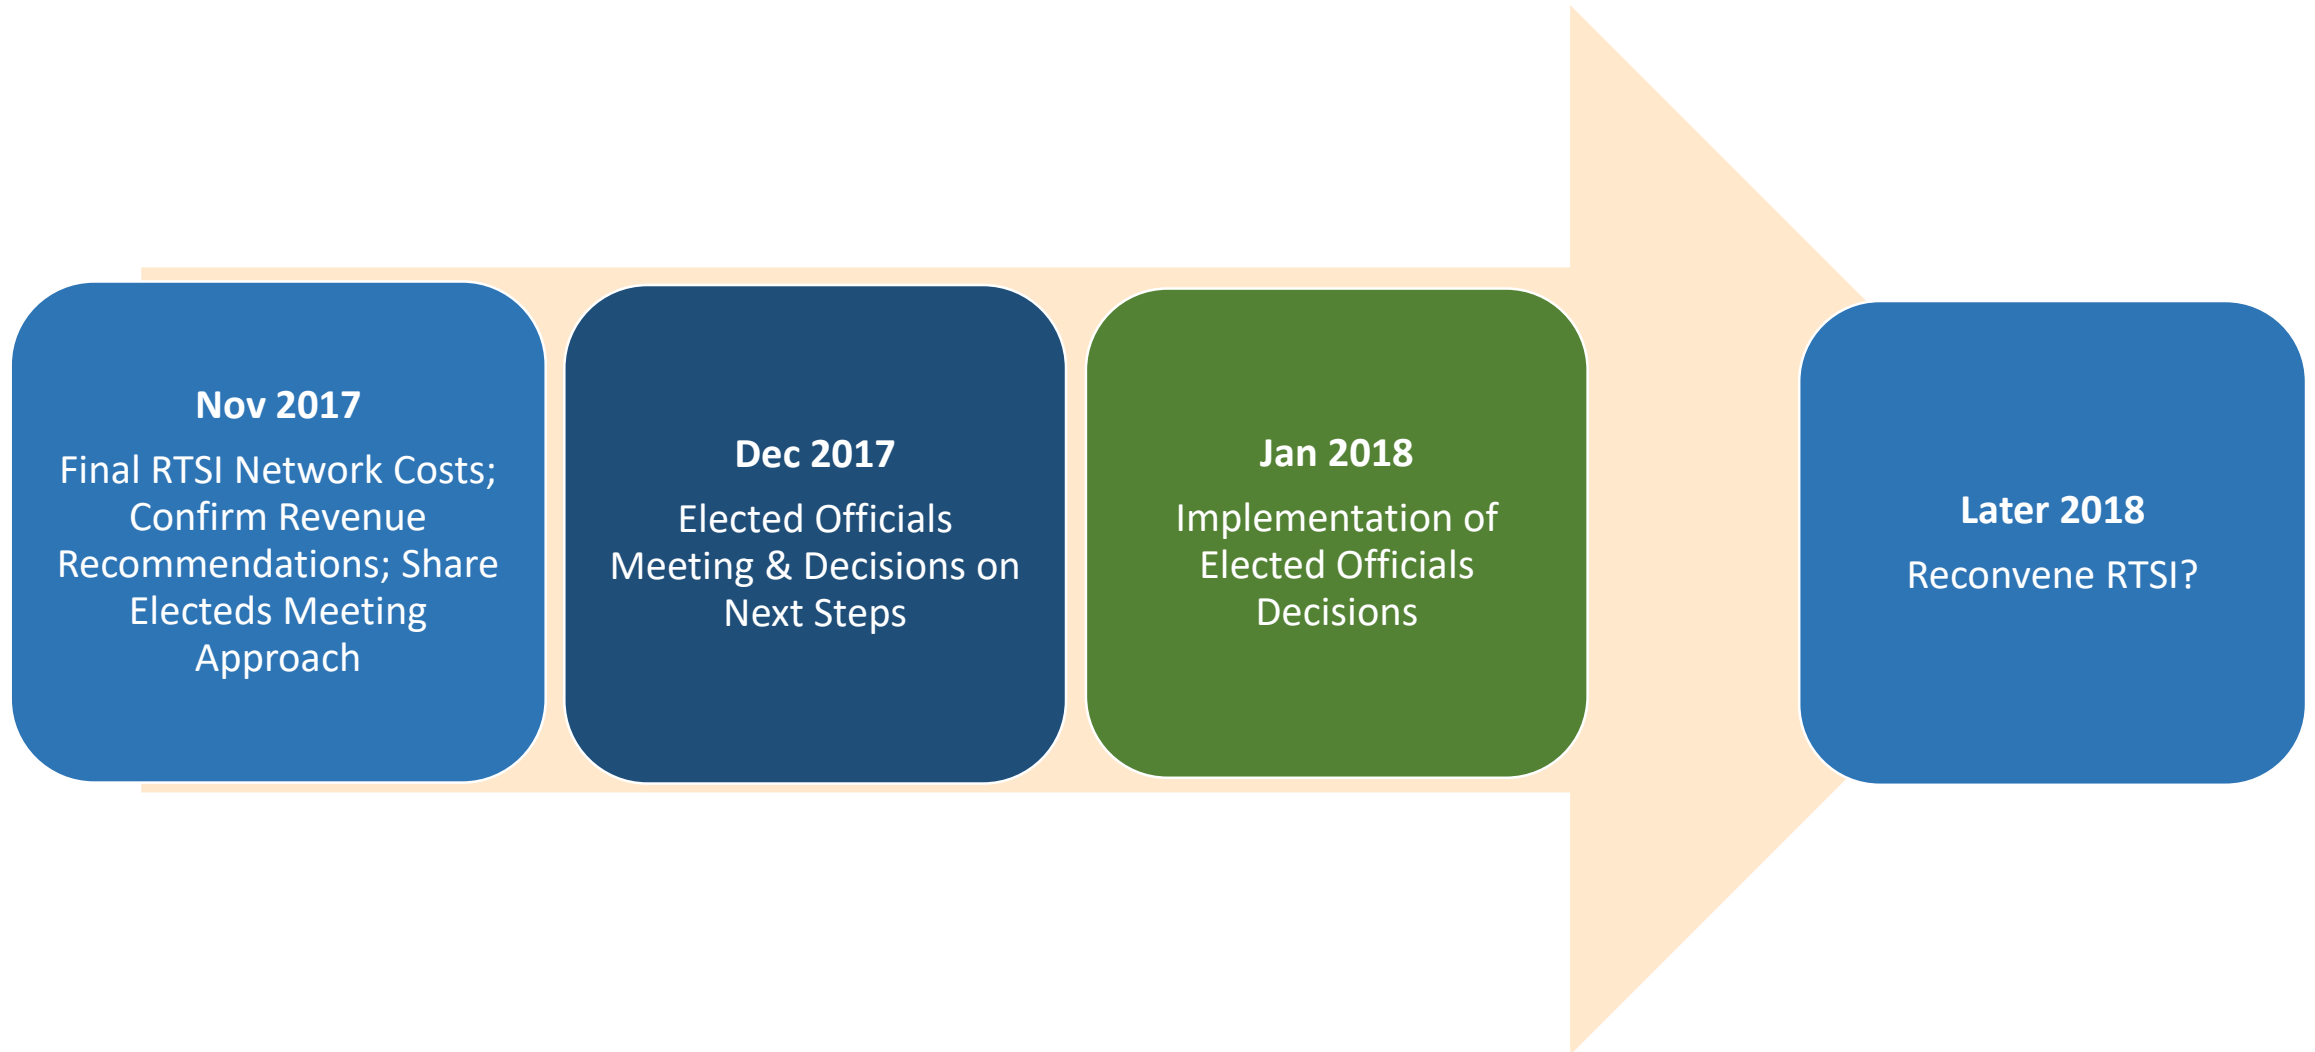 Nov 2017
Final RTSI Network Costs;
Confirm Revenue
Recommendations; Share
Electeds Meeting
Approach
Dec 2017
Elected Officials
Meeting & Decisions on
Next Steps
Jan 2018
Implementation of
Elected Officials
Decisions
Later 2018
Reconvene RTSI?